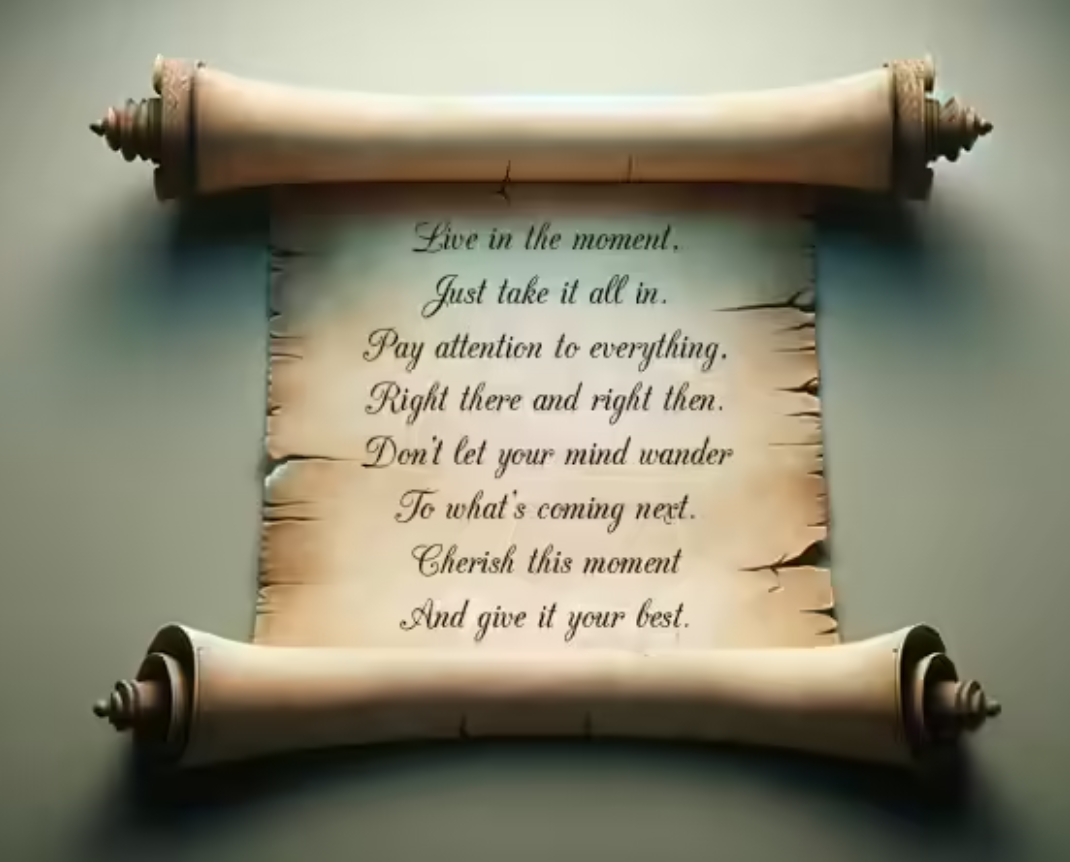 Live in the moment,
Just take it all in.
Pay attention to everything,
Right there and right then.
Don't let your mind wander
To what's coming next.
Cherish this moment
And give it your best.